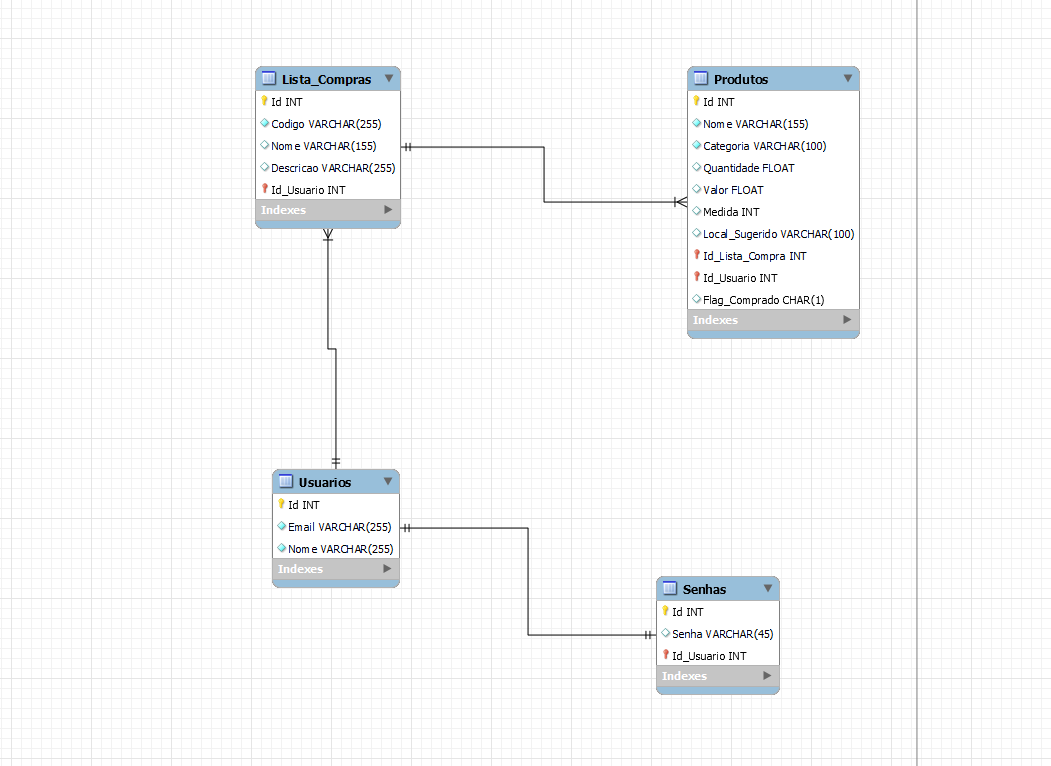 Lista_Compras
Id INT
Codigo VARCHAR(255)
Nome VARCHAR(155)
Descricao VARCHAR(255)
Id_Usuario INT
Indexes
Produtos
Id INT
Nome VARCHAR(155)
Categoria VARCHAR(100)
Quantidade FLOAT
Valor FLOAT
Medida INT
Local_Sugerido VARCHAR(100)
Id_Lista_Compra INT
Id_Usuario INT
Flag_Comprado CHAR(1)
Indexes
Usuarios
Id INT
Email VARCHAR(255)
Nome VARCHAR(255)
Indexes
Senhas
Id INT
Senha VARCHAR(45)
Id_Usuario INT
Indexes